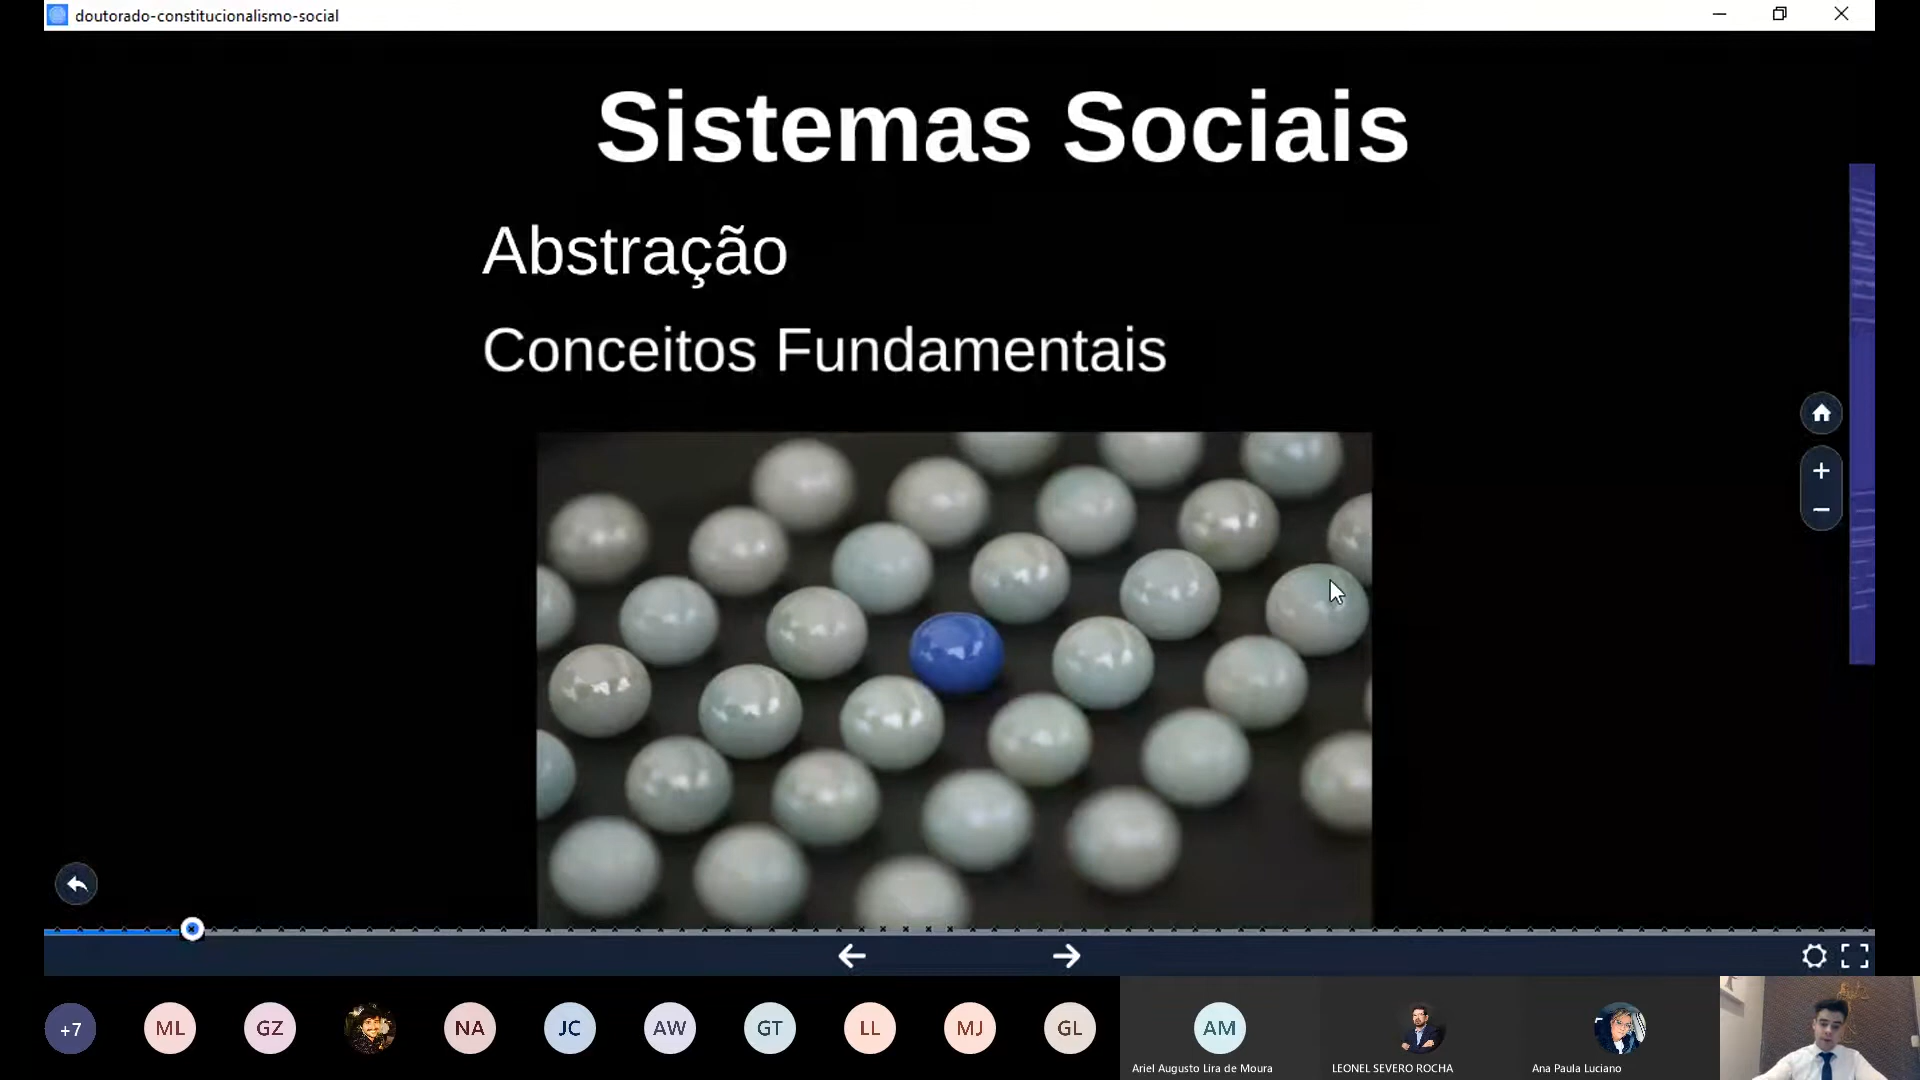 doutorado-constitucionalismo-social
Sistemas Sociais
Abstração
Conceitos Fundamentais
+7
ML
GZ
NA
JC
AW
GT
LL
MJ
GL
AM
Ariel Augusto Lira de Moura
LEONEL SEVERO ROCHA
Ana Paula Luciano